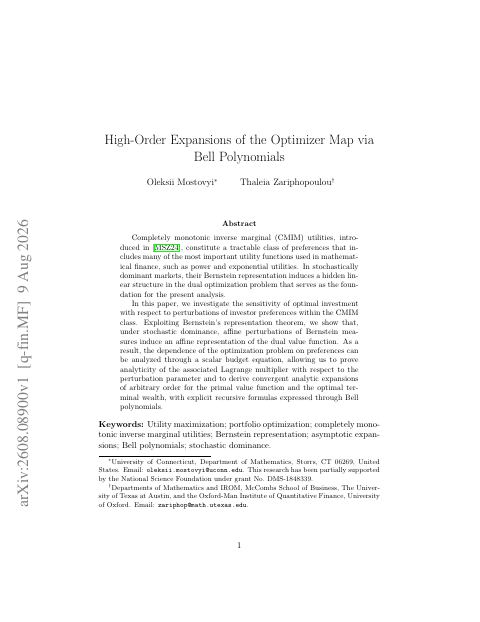 High-Order Expansions of the Optimizer Map via
Bell Polynomials
Oleksii Mostovyi* Thaleia Zariphopoulou†
Abstract
Completely monotonic inverse marginal (CMIM) utilities, intro-
duced in [MSZ24], constitute a tractable class of preferences that in-
cludes many of the most important utility functions used in mathemat-
ical finance, such as power and exponential utilities. In stochastically
dominant markets, their Bernstein representation induces a hidden lin-
ear structure in the dual optimization problem that serves as the foun-
dation for the present analysis.
In this paper, we investigate the sensitivity of optimal investment
with respect to perturbations of investor preferences within the CMIM
class. Exploiting Bernstein's representation theorem, we show that,
under stochastic dominance, affine perturbations of Bernstein mea-
sures induce an affine representation of the dual value function. As a
result, the dependence of the optimization problem on preferences can
be analyzed through a scalar budget equation, allowing us to prove
analyticity of the associated Lagrange multiplier with respect to the
perturbation parameter and to derive convergent analytic expansions
of arbitrary order for the primal value function and the optimal ter-
minal wealth, with explicit recursive formulas expressed through Bell
polynomials.
Keywords: Utility maximization; portfolio optimization; completely mono-
tonic inverse marginal utilities; Bernstein representation; asymptotic expan-
sions; Bell polynomials; stochastic dominance.
*University of Connecticut, Department of Mathematics, Storrs, CT 06269, United
States. Email: oleksii.mostovyi@uconn.edu. This research has been partially supported
by the National Science Foundation under grant No. DMS-1848339.
†Departments of Mathematics and IROM, McCombs School of Business, The Univer-
sity of Texas at Austin, and the Oxford-Man Institute of Quantitative Finance, University
of Oxford. Email: zariphop@math.utexas.edu.
1
arXiv:2608.08900v1 [q-fin.MF] 9 Aug 2026